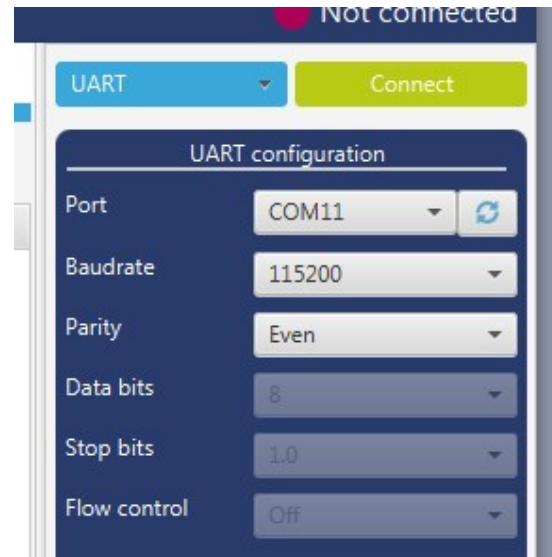 Not connected
UART Connect
UART configuration
Port COM11
Baudrate 115200
Parity Even
Data bits 8
Stop bits 1.0
Flow control Off